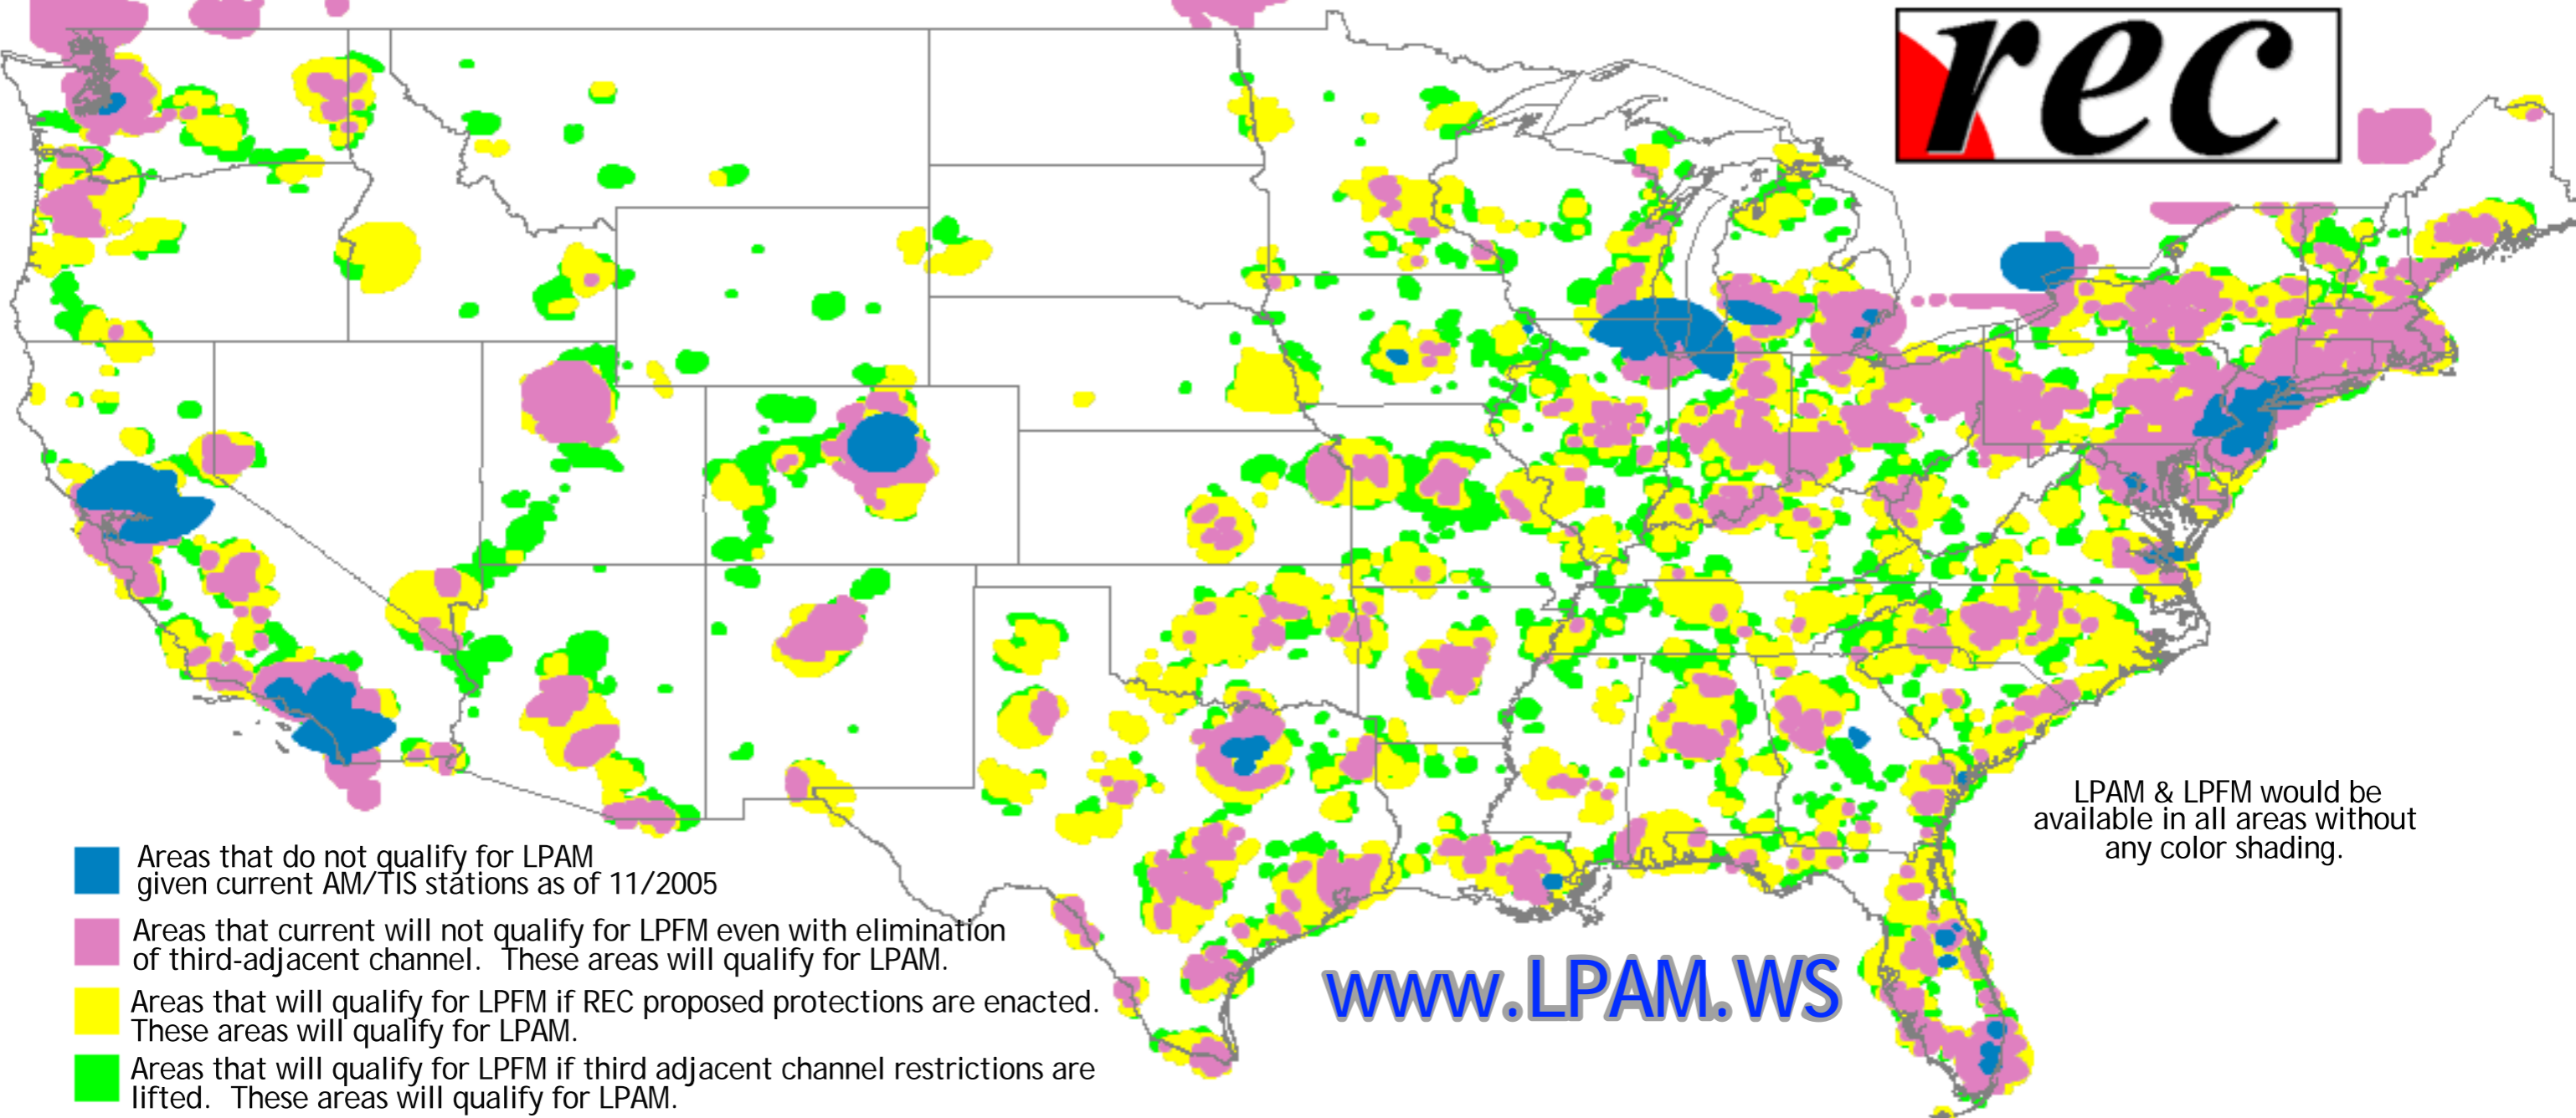 rec
LPAM & LPFM would be
available in all areas without
any color shading.
Areas that do not qualify for LPAM
given current AM/TIS stations as of 11/2005
Areas that current will not qualify for LPFM even with elimination
of third-adjacent channel. These areas will qualify for LPAM.
www.LPAM.WS
Areas that will qualify for LPFM if REC proposed protections are enacted.
These areas will qualify for LPAM.
Areas that will qualify for LPFM if third adjacent channel restrictions are
lifted. These areas will qualify for LPAM.